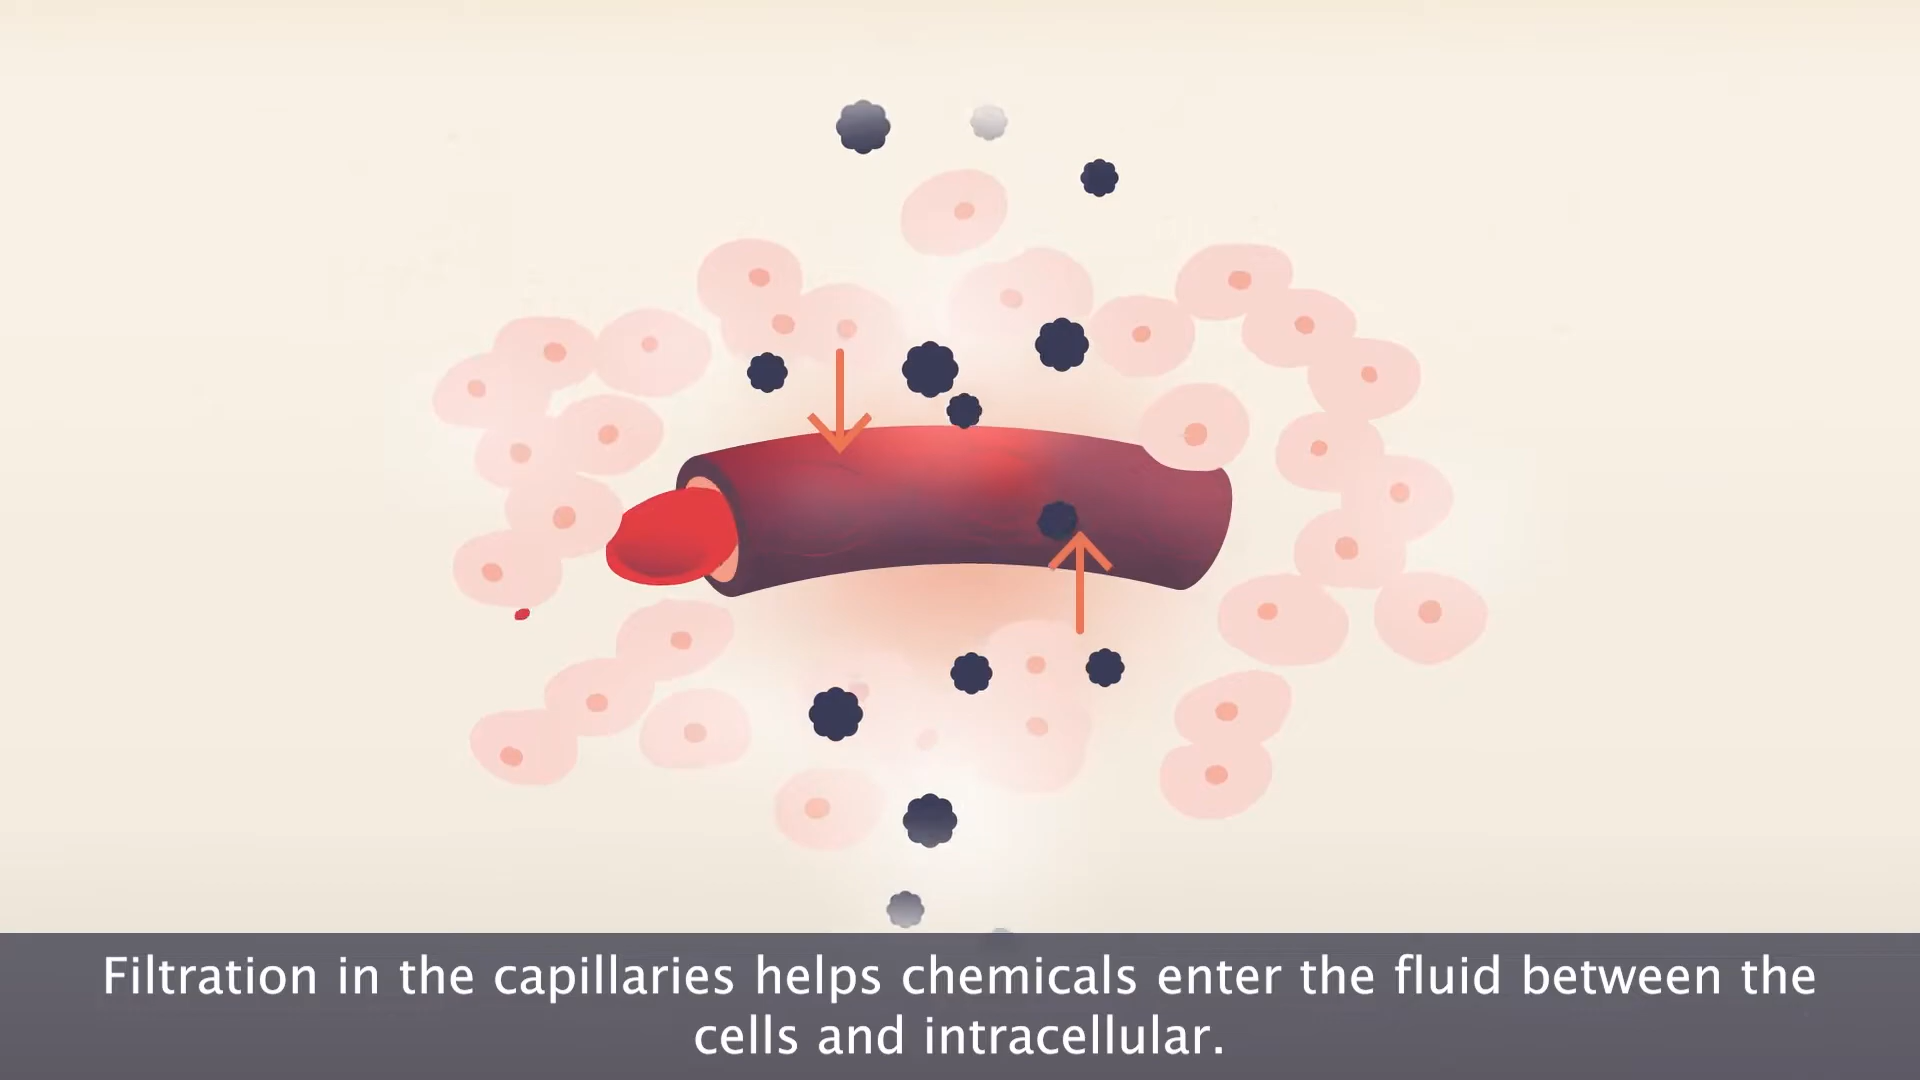 Filtration in the capillaries helps chemicals enter the fluid between the
cells and intracellular.